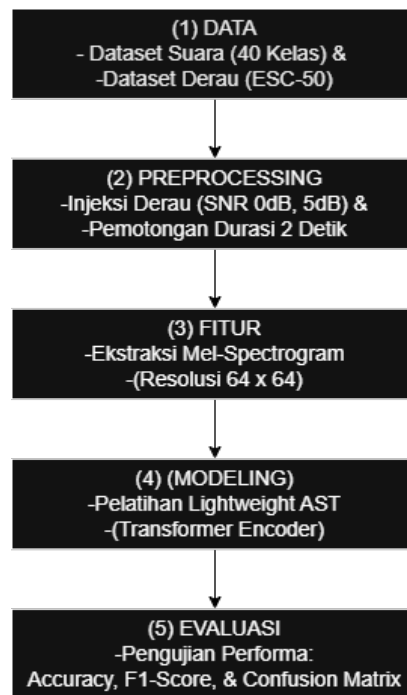 (1) DATA
- Dataset Suara (40 Kelas) &
-Dataset Derau (ESC-50)
(2) PREPROCESSING
-Injeksi Derau (SNR 0dB, 5dB) &
-Pemotongan Durasi 2 Detik
(3) FITUR
-Ekstraksi Mel-Spectrogram
-(Resolusi 64 x 64)
(4) (MODELING)
-Pelatihan Lightweight AST
-(Transformer Encoder)
(5) EVALUASI
-Pengujian Performa:
Accuracy, F1-Score, & Confusion Matrix